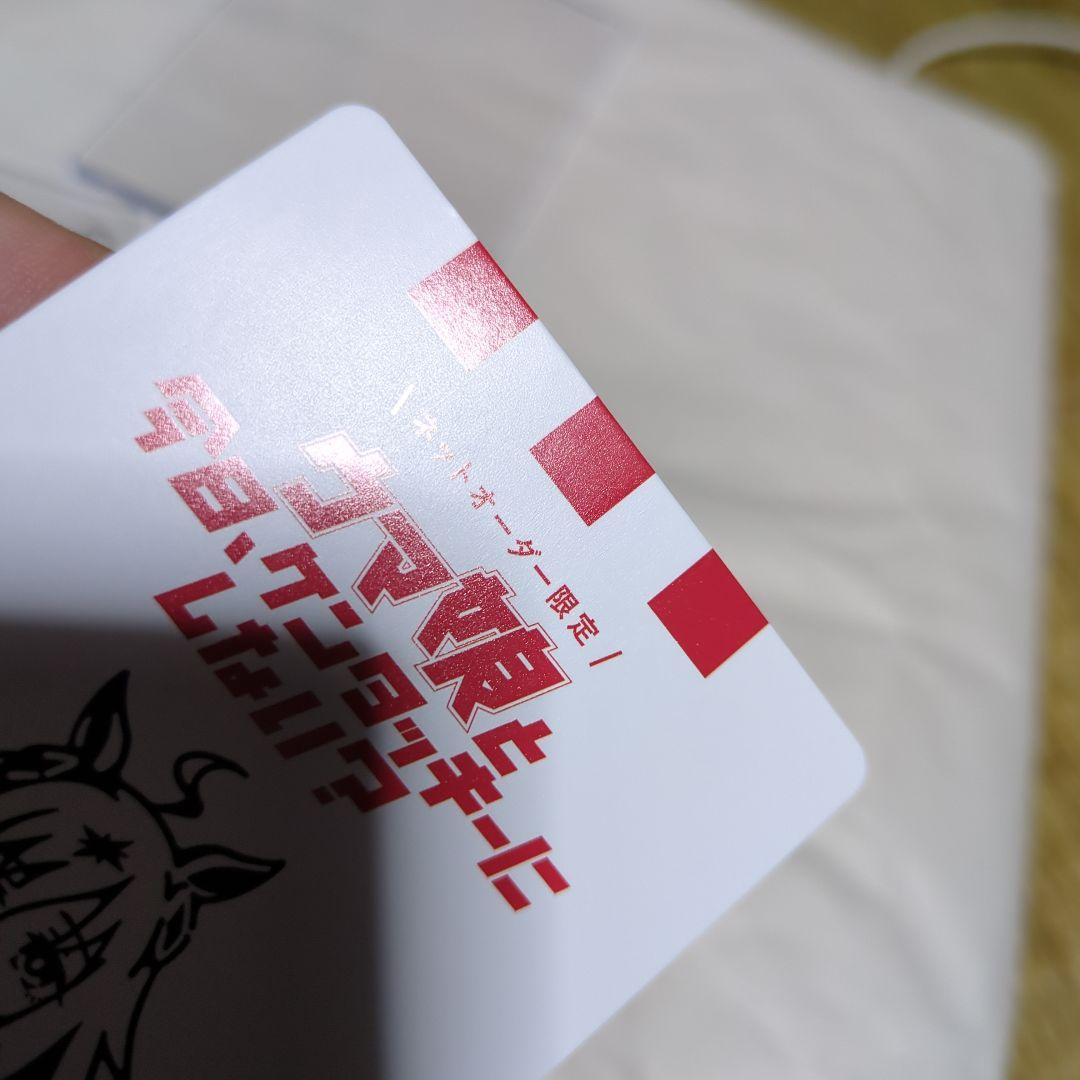 \ネットオーダー限定/
ウマ娘と
今日、ケンタッキーに
しない?